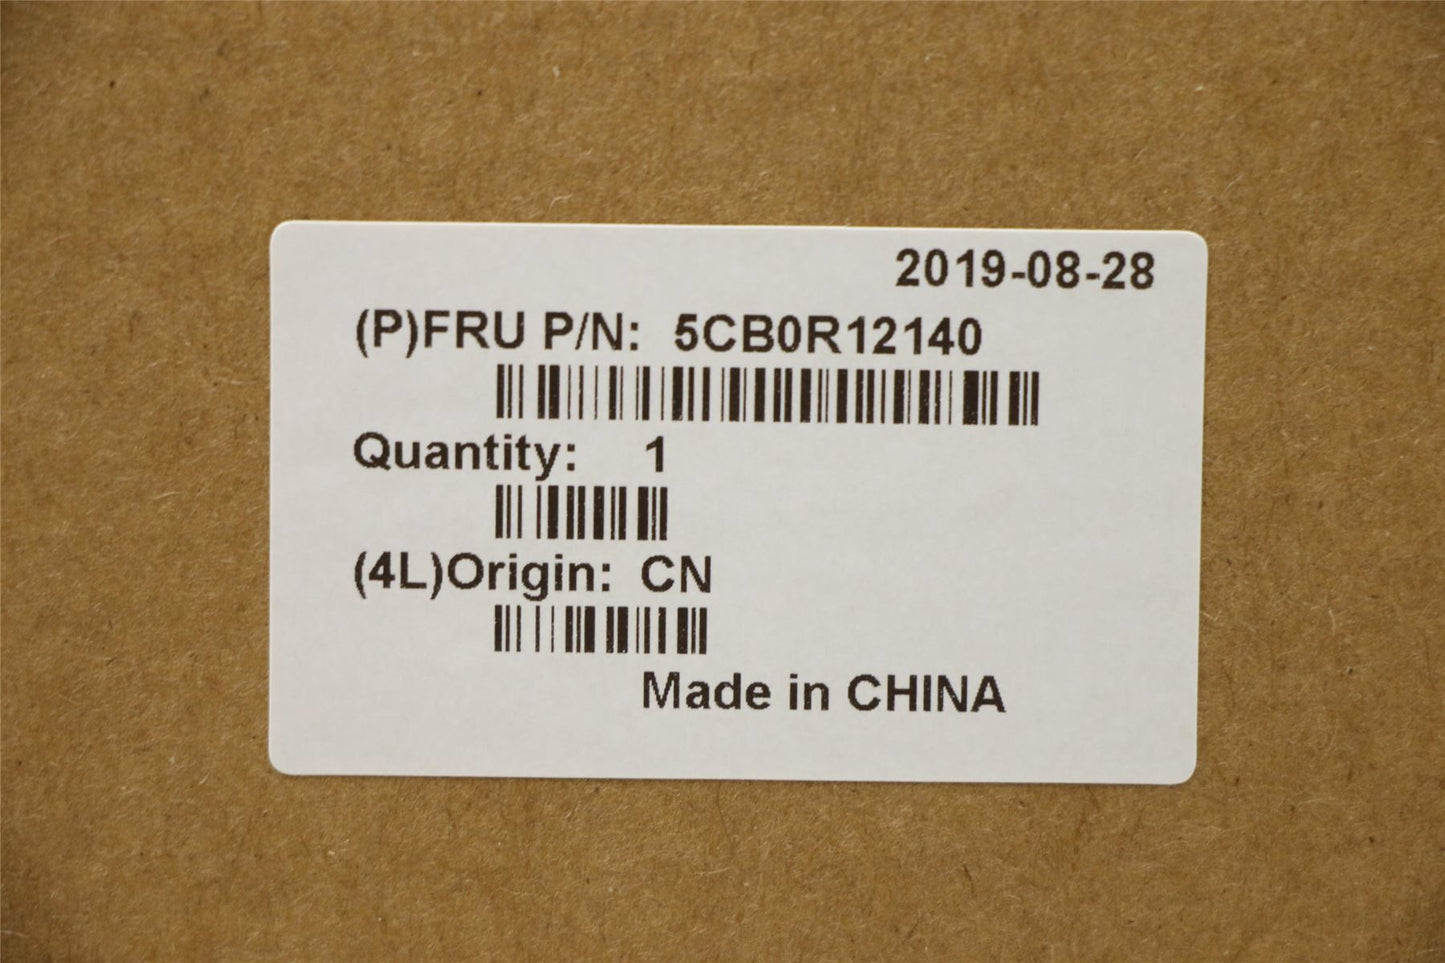 2019-08-28
(P)FRU P/N: 5CB0R12140
Quantity: 1
(4L)Origin: CN
Made in CHINA